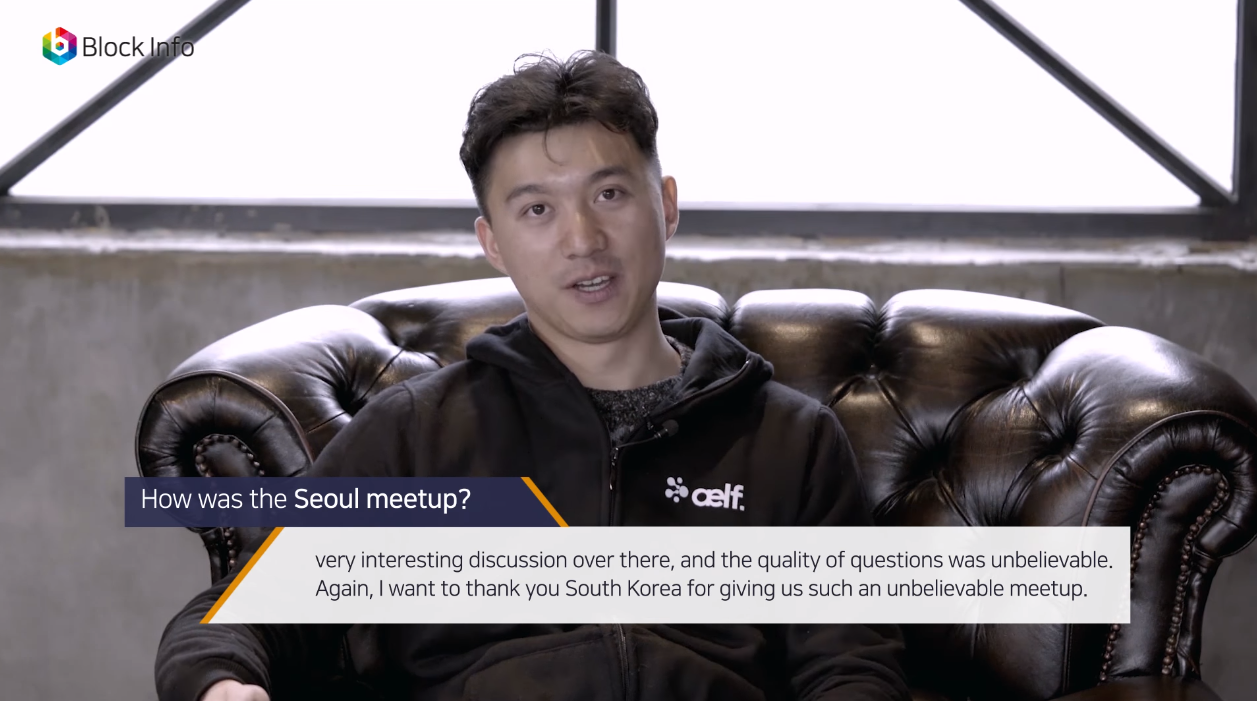 Block Info
ælf.
How was the Seoul meetup?
very interesting discussion over there, and the quality of questions was unbelievable.
Again, I want to thank you South Korea for giving us such an unbelievable meetup.